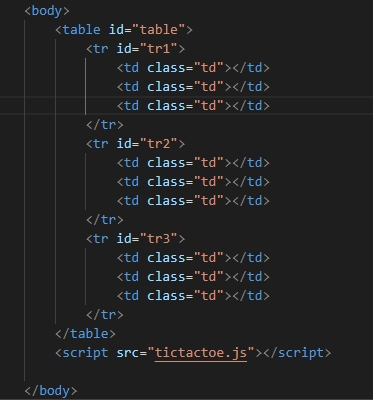 <body>
<table id="table">
<tr id="tr1">
<td class="td"></td>
<td class="td"></td>
<td class="td"></td>
</tr>
<tr id="tr2">
<td class="td"></td>
<td class="td"></td>
<td class="td"></td>
</tr>
<tr id="tr3">
<td class="td"></td>
<td class="td"></td>
<td class="td"></td>
</tr>
</table>
<script src="tictactoe.js"></script>
</body>